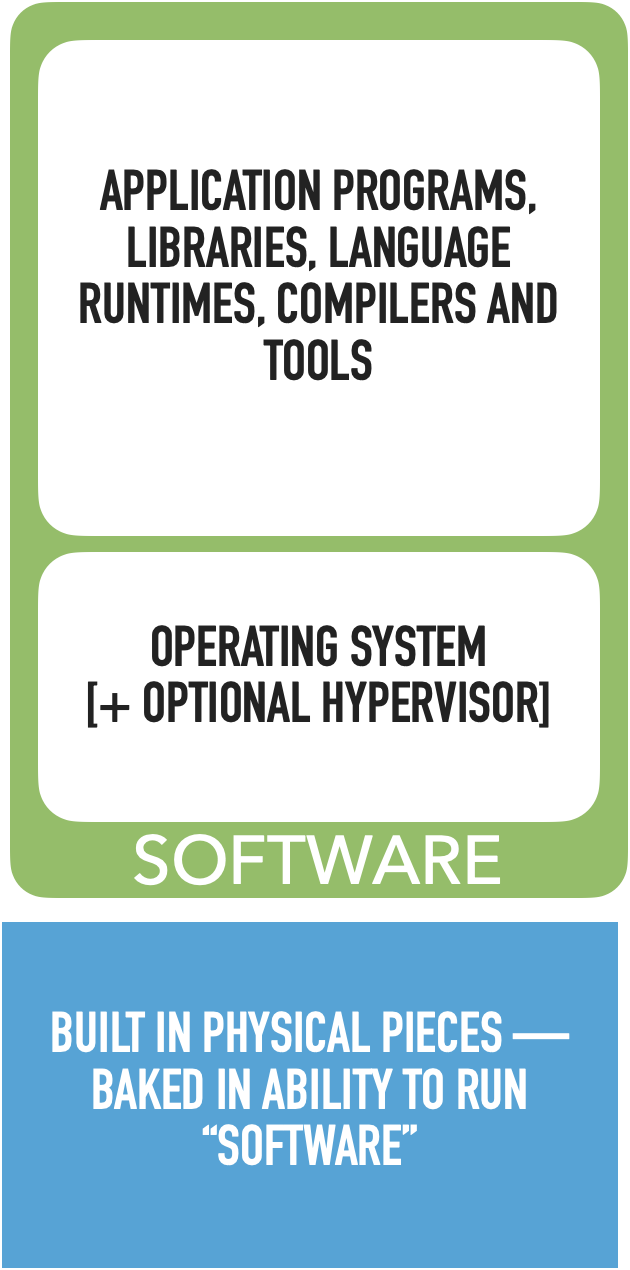 APPLICATION PROGRAMS,
LIBRARIES, LANGUAGE
RUNTIMES, COMPILERS AND
TOOLS
OPERATING SYSTEM
[+ OPTIONAL HYPERVISOR]
SOFTWARE
BUILT IN PHYSICAL PIECES —
BAKED IN ABILITY TO RUN
“SOFTWARE”